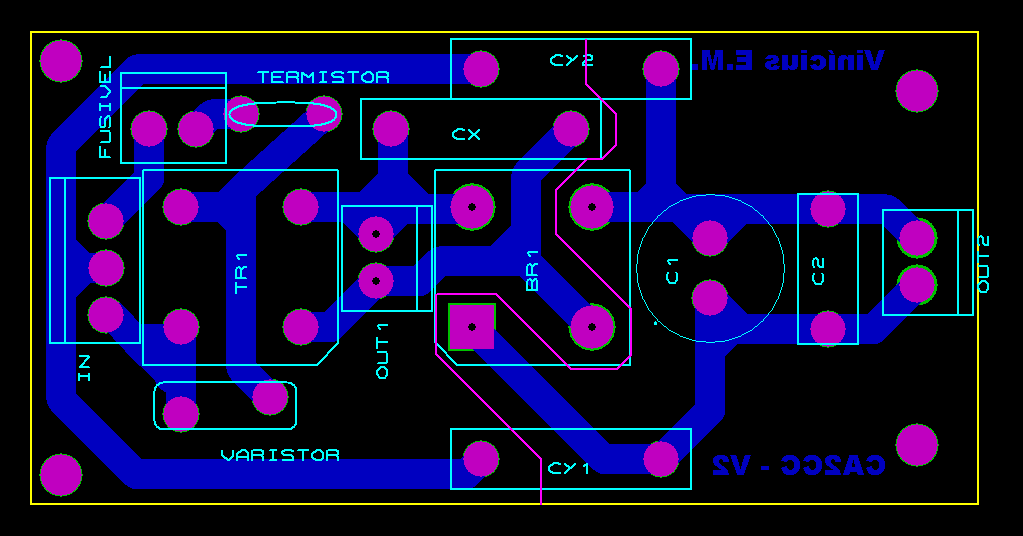 CY2
Vinícius E.M.
TERMISTOR
FUSIVEL
CX
TR1
BR1
C1
C2
OUT2
OUT1
IN
VARISTOR
CY1
CA2CC - V2